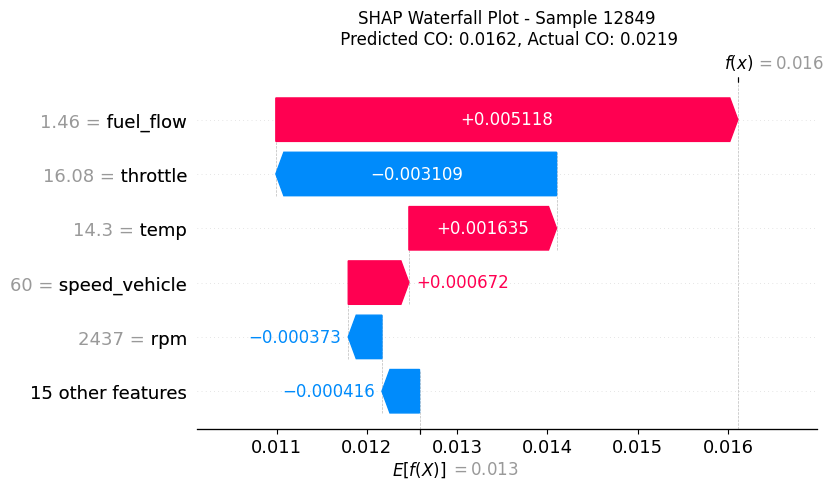 SHAP Waterfall Plot - Sample 12849
Predicted CO: 0.0162, Actual CO: 0.0219
f(x) = 0.016
1.46 = fuel_flow
+0.005118
16.08 = throttle
−0.003109
14.3 = temp
+0.001635
60 = speed_vehicle
+0.000672
2437 = rpm
−0.000373
15 other features
−0.000416
0.011 0.012 0.013 0.014 0.015 0.016
E[f(X)] = 0.013